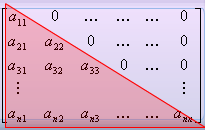 a₁₁ 0 … … … 0
a₂₁ a₂₂ 0 … … 0
a₃₁ a₃₂ a₃₃ 0 … 0
⋮ ⋮
aₙ₁ aₙ₂ aₙ₃ … … aₙₙ